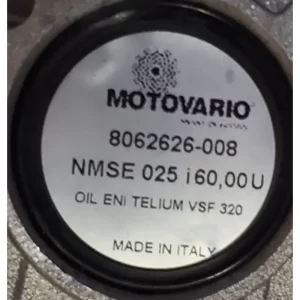 MOTOVARIO
8062626-008
NMSE 025 i 60,00 U
OIL ENI TELIUM VSF 320
MADE IN ITALY